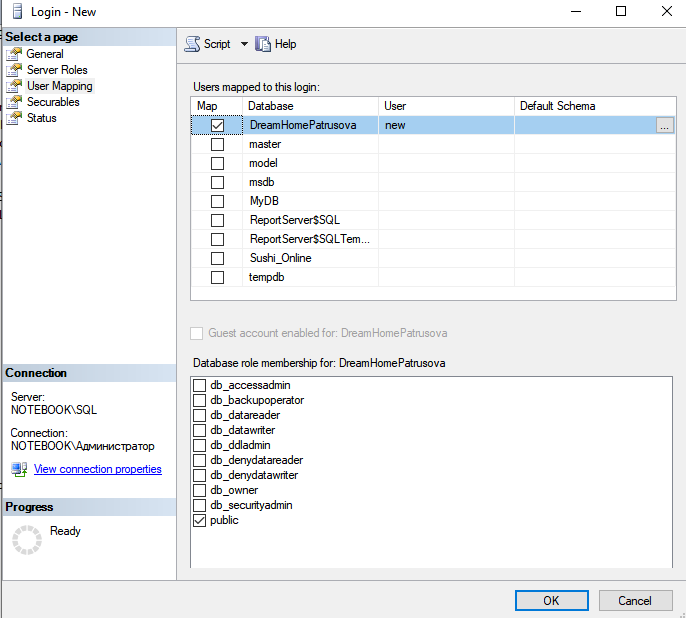 Login - New
Select a page
General
Server Roles
User Mapping
Securables
Status
Script Help
Users mapped to this login:
Map Database User Default Schema
DreamHomePatrusova new ...
master
model
msdb
MyDB
ReportServer$SQL
ReportServer$SQLTem...
Sushi_Online
tempdb
Guest account enabled for: DreamHomePatrusova
Database role membership for: DreamHomePatrusova
db_accessadmin
db_backupoperator
db_datareader
db_datawriter
db_ddladmin
db_denydatareader
db_denydatawriter
db_owner
db_securityadmin
public
Connection
Server:
NOTEBOOK\SQL
Connection:
NOTEBOOK\Администратор
View connection properties
Progress
Ready
OK Cancel